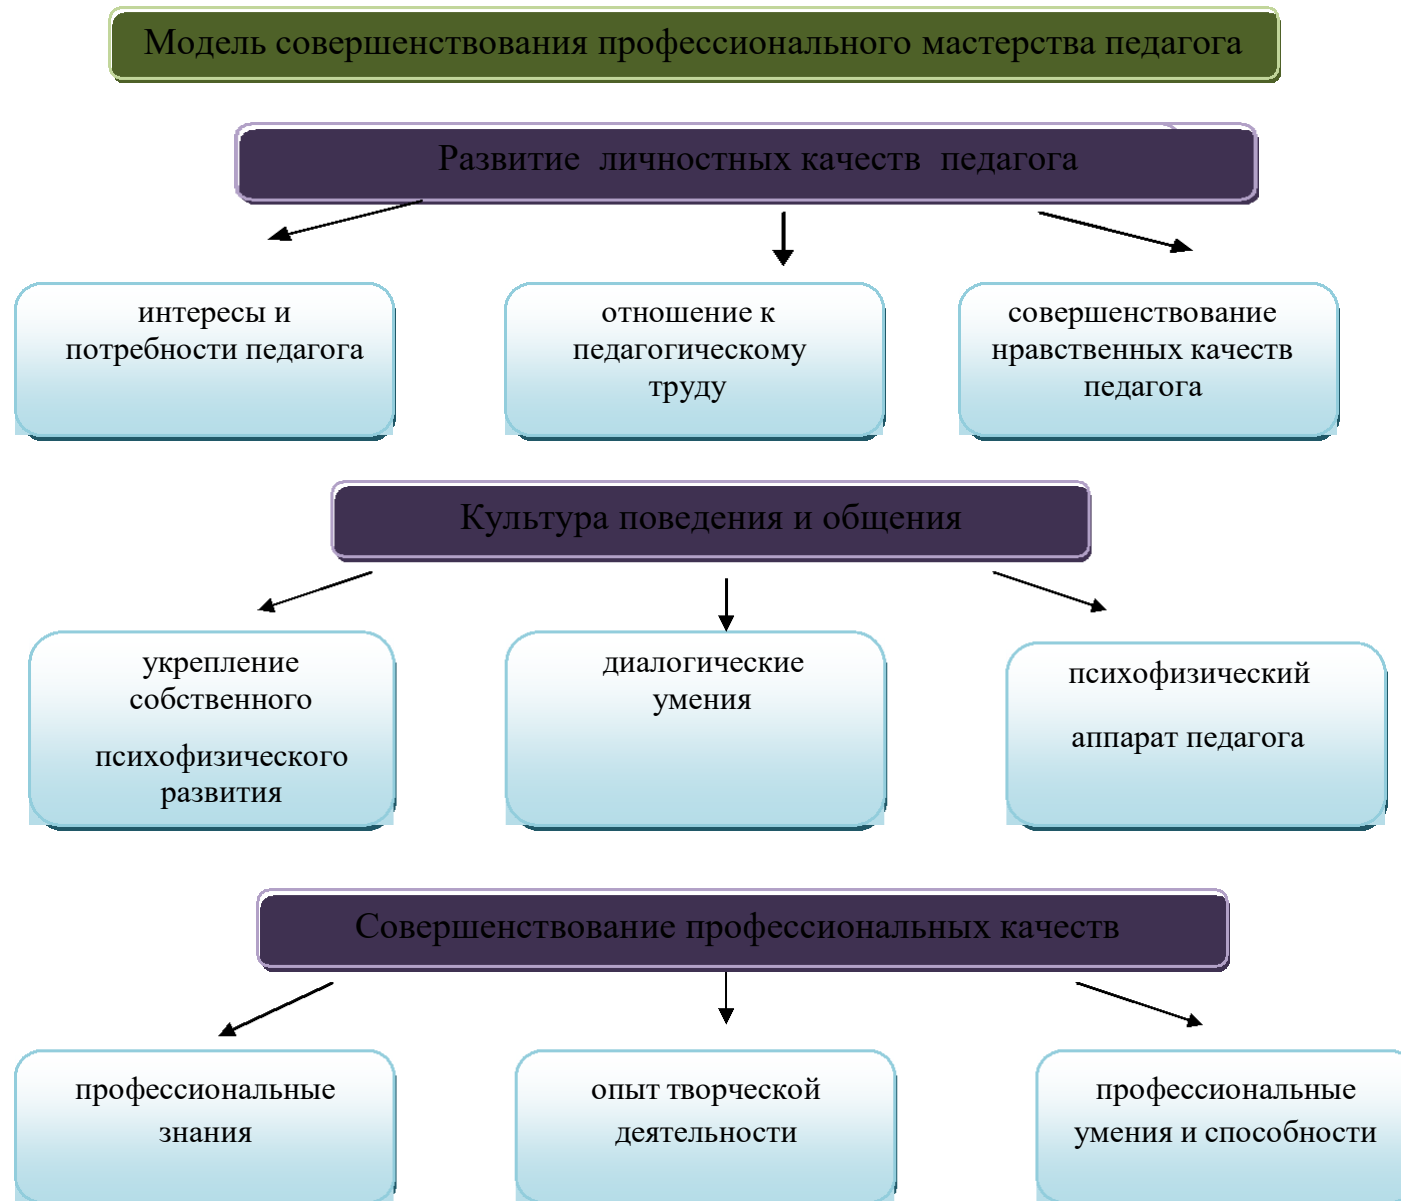 Модель совершенствования профессионального мастерства педагога
Развитие личностных качеств педагога
интересы и
потребности педагога
отношение к
педагогическому
труду
совершенствование
нравственных качеств
педагога
Культура поведения и общения
укрепление
собственного
психофизического
развития
диалогические
умения
психофизический
аппарат педагога
Совершенствование профессиональных качеств
профессиональные
знания
опыт творческой
деятельности
профессиональные
умения и способности